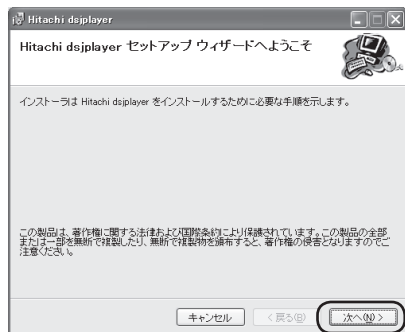 Hitachi dsjplayer
Hitachi dsjplayer セットアップ ウィザードへようこそ
インストーラは Hitachi dsjplayer をインストールするために必要な手順を示します。
この製品は、著作権に関する法律および国際条約により保護されています。この製品の全部
または一部を無断で複製したり、無断で複製物を頒布すると、著作権の侵害となりますのでご
注意ください。
キャンセル
< 戻る(B)
次へ(N) >